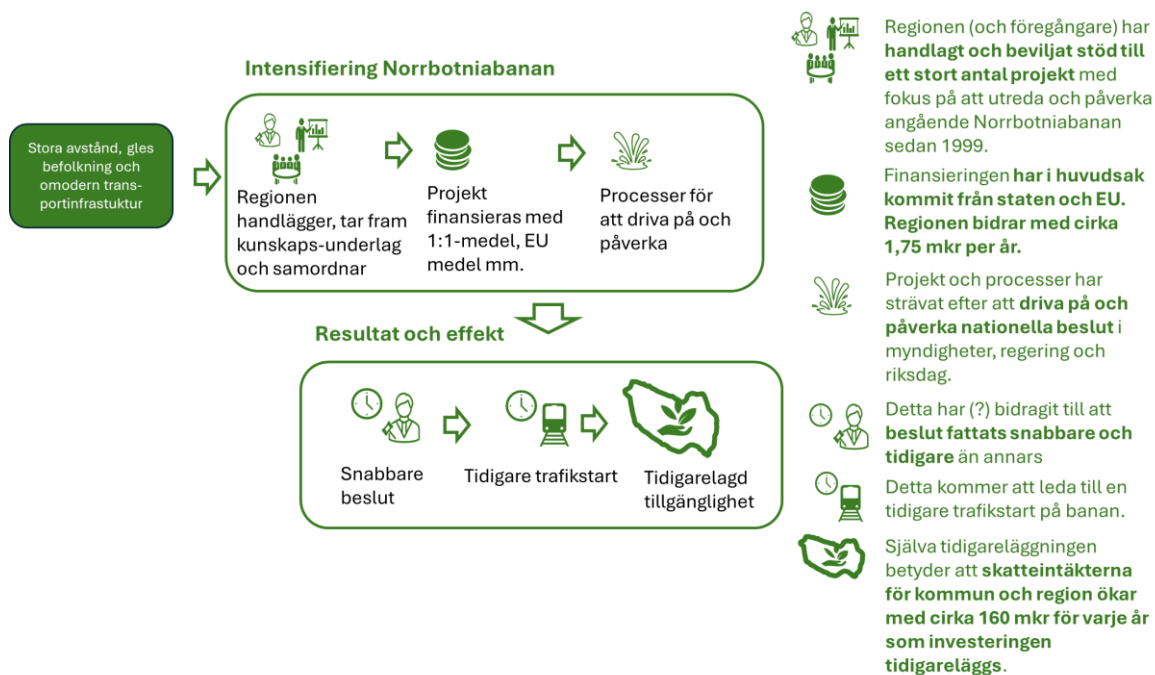 Intensifiering Norrbotniabanan
Stora avstånd, gles
befolkning och
omodern trans-
portinfrastuktur
Regionen
handlägger, tar fram
kunskaps-underlag
och samordnar
Projekt
finansieras med
1:1-medel, EU
medel mm.
Processer för
att driva på och
påverka
Resultat och effekt
Snabbare
beslut
Tidigare trafikstart
Tidigarelagd
tillgänglighet
Regionen (och föregångare) har
handlagt och beviljat stöd till
ett stort antal projekt med
fokus på att utreda och påverka
angående Norrbotniabanan
sedan 1999.
Finansieringen har i huvudsak
kommit från staten och EU.
Regionen bidrar med cirka
1,75 mkr per år.
Projekt och processer har
strävat efter att driva på och
påverka nationella beslut i
myndigheter, regering och
riksdag.
Detta har (?) bidragit till att
beslut fattats snabbare och
tidigare än annars
Detta kommer att leda till en
tidigare trafikstart på banan.
Själva tidigareläggningen
betyder att skatteintäkterna
för kommun och region ökar
med cirka 160 mkr för varje år
som investeringen
tidigareläggs.